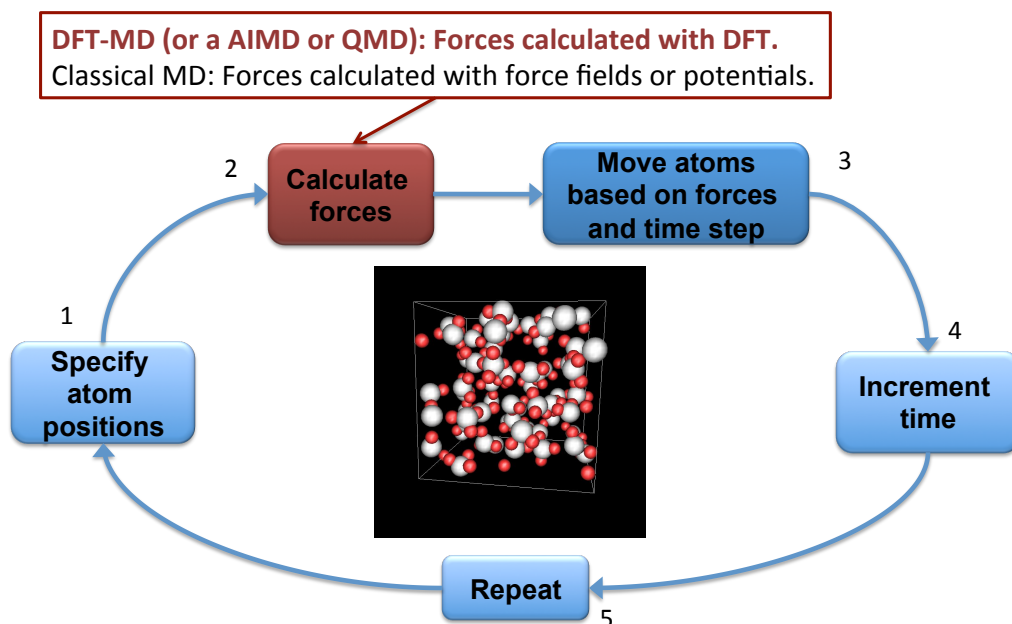 DFT-MD (or a AIMD or QMD): Forces calculated with DFT.
Classical MD: Forces calculated with force fields or potentials.
1
Specify
atom
positions
2
Calculate
forces
Move atoms
based on forces
and time step
3
4
Increment
time
Repeat
5